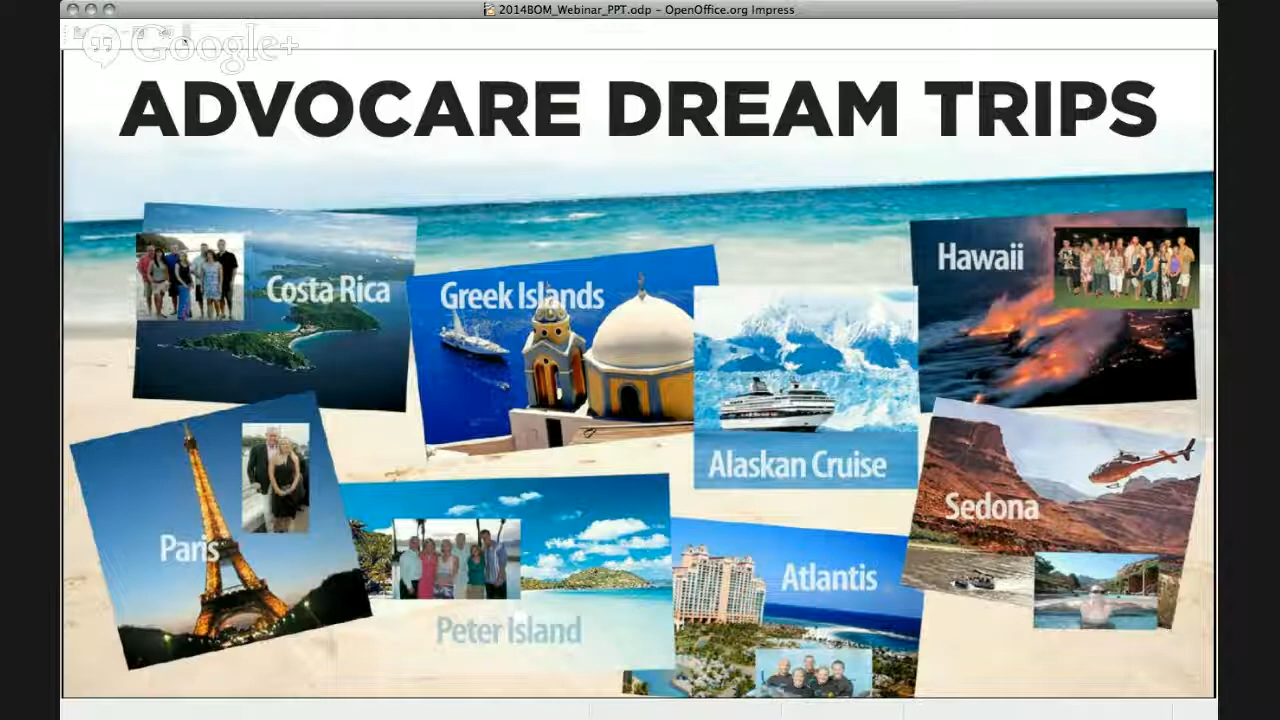 2014BOM_Webinar_PPT.odp - OpenOffice.org Impress
Google+
ADVOCARE DREAM TRIPS
Costa Rica
Greek Islands
Hawaii
Alaskan Cruise
Sedona
Paris
Atlantis
Peter Island